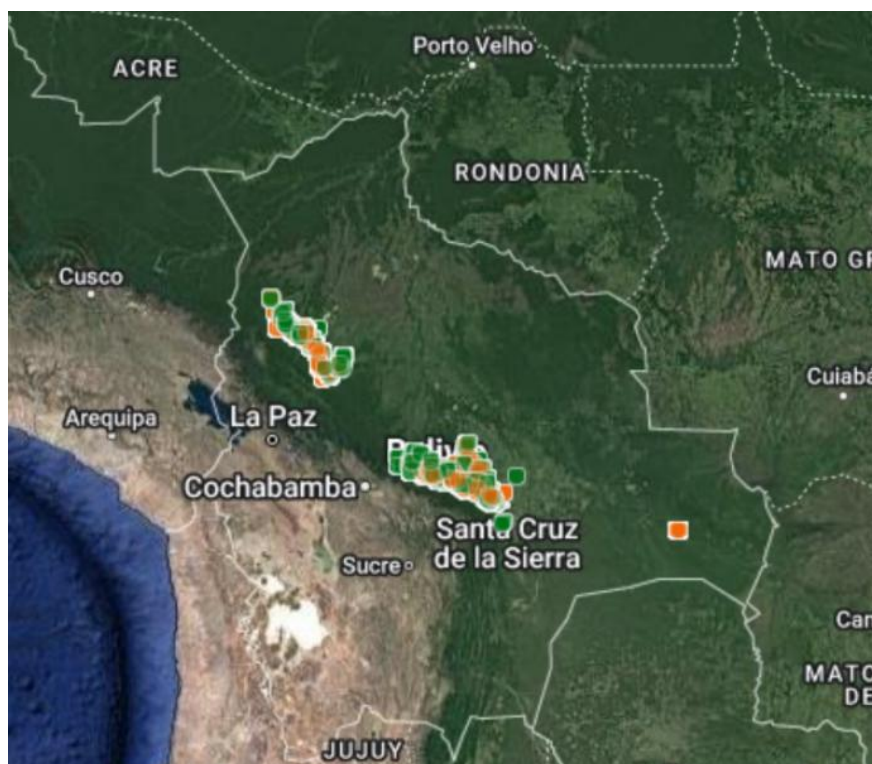 Porto Velho
ACRE
RONDONIA
MATO GR
Cusco
Cuiabá
Arequipa
La Paz
Cochabamba
Santa Cruz
de la Sierra
Sucre
Can
MATO
DE
JUJUY